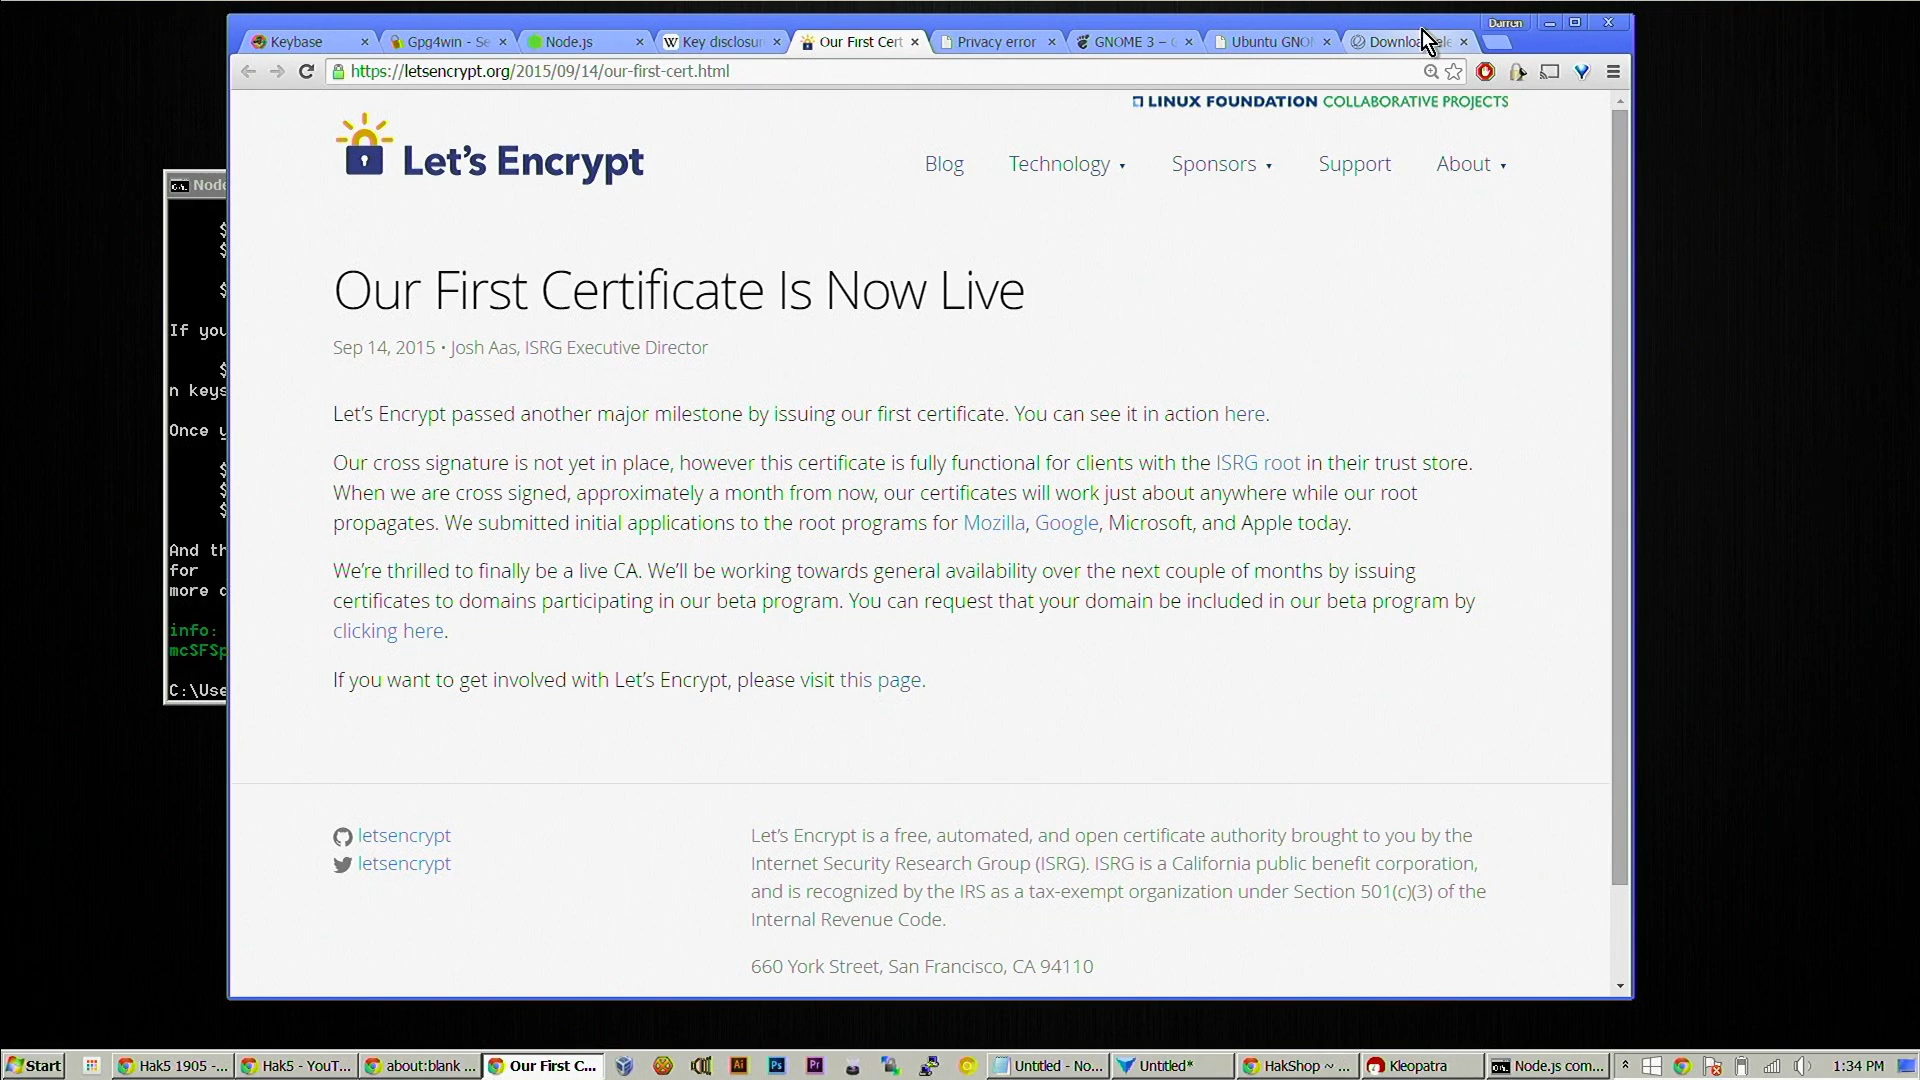 Darren
Keybase
Gpg4win - Se
Node.js
W Key disclosu
Our First Cert
Privacy error
GNOME 3 –
Ubuntu GNO
Downlo
https://letsencrypt.org/2015/09/14/our-first-cert.html
LINUX FOUNDATION COLLABORATIVE PROJECTS
Let's Encrypt
Blog
Technology
Sponsors
Support
About
Node
$
$
$
If you
$
n keys
Once y
$
$
$
And th
for
more
info:
mcSFSp
C:\Use
Our First Certificate Is Now Live
Sep 14, 2015 • Josh Aas, ISRG Executive Director
Let's Encrypt passed another major milestone by issuing our first certificate. You can see it in action here.
Our cross signature is not yet in place, however this certificate is fully functional for clients with the ISRG root in their trust store.
When we are cross signed, approximately a month from now, our certificates will work just about anywhere while our root
propagates. We submitted initial applications to the root programs for Mozilla, Google, Microsoft, and Apple today.
We're thrilled to finally be a live CA. We'll be working towards general availability over the next couple of months by issuing
certificates to domains participating in our beta program. You can request that your domain be included in our beta program by
clicking here.
If you want to get involved with Let's Encrypt, please visit this page.
letsencrypt
letsencrypt
Let's Encrypt is a free, automated, and open certificate authority brought to you by the
Internet Security Research Group (ISRG). ISRG is a California public benefit corporation,
and is recognized by the IRS as a tax-exempt organization under Section 501(c)(3) of the
Internal Revenue Code.
660 York Street, San Francisco, CA 94110
Start
Hak5 1905 -...
Hak5 - YouT...
about:blank ...
Our First C...
Ai
Ps
Pr
Untitled - No...
Untitled*
HakShop ~ ...
Kleopatra
Node.js com...
1:34 PM